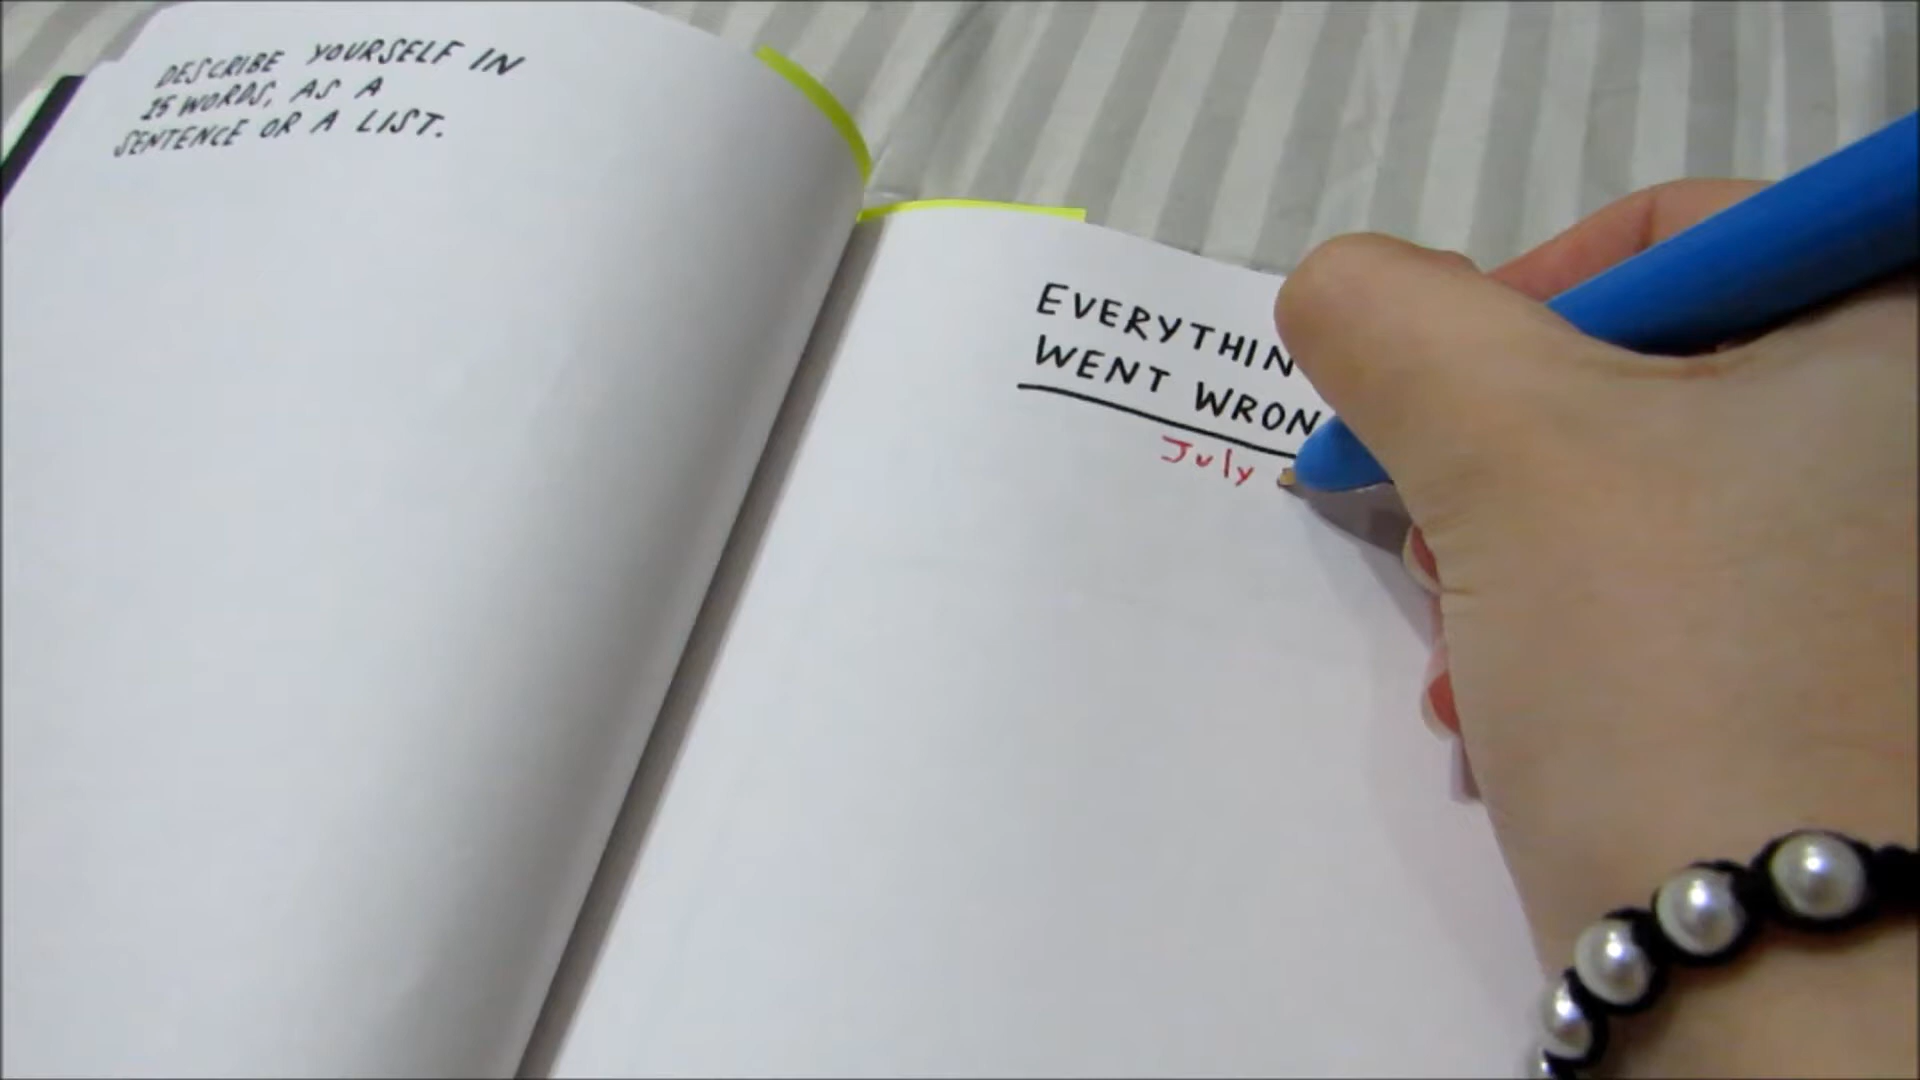 DESCRIBE YOURSELF IN
25 WORDS, AS A
SENTENCE OR A LIST.
EVERYTHIN
WENT WRON
July